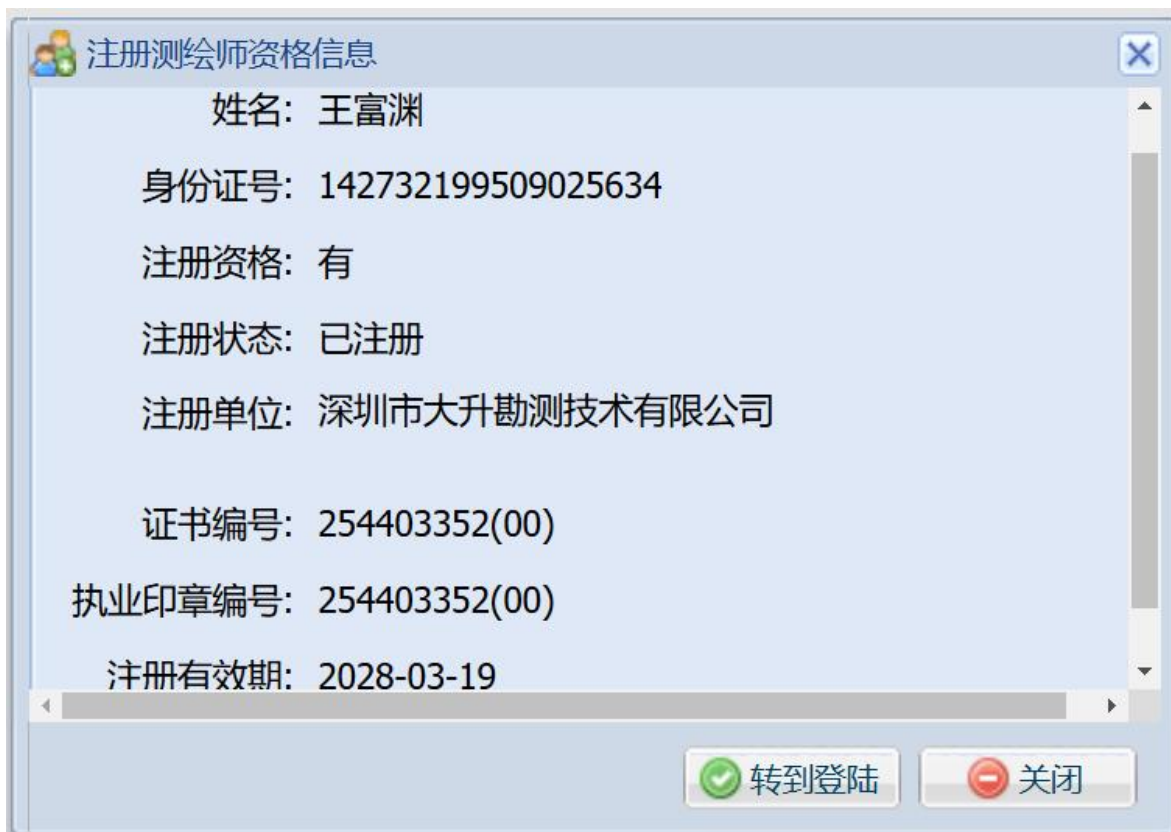 注册测绘师资格信息
姓名: 王富渊
身份证号: 142732199509025634
注册资格: 有
注册状态: 已注册
注册单位: 深圳市大升勘测技术有限公司
证书编号: 254403352(00)
执业印章编号: 254403352(00)
注册有效期: 2028-03-19
转到登陆 关闭